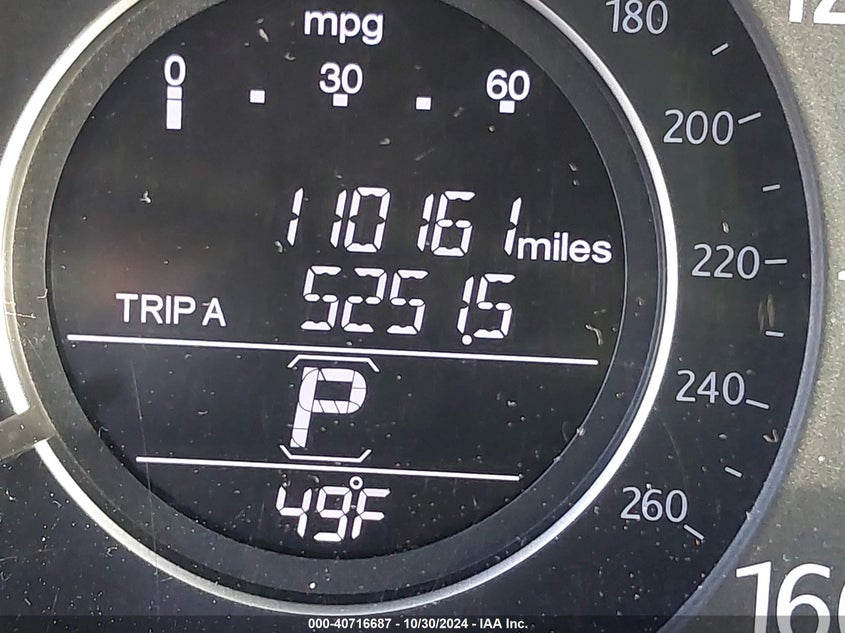 mpg
0 30 60
110161 miles
TRIP A 5251.5
P
49°F
180
200
220
240
260
000-40716687 - 10/30/2024 - IAA Inc.